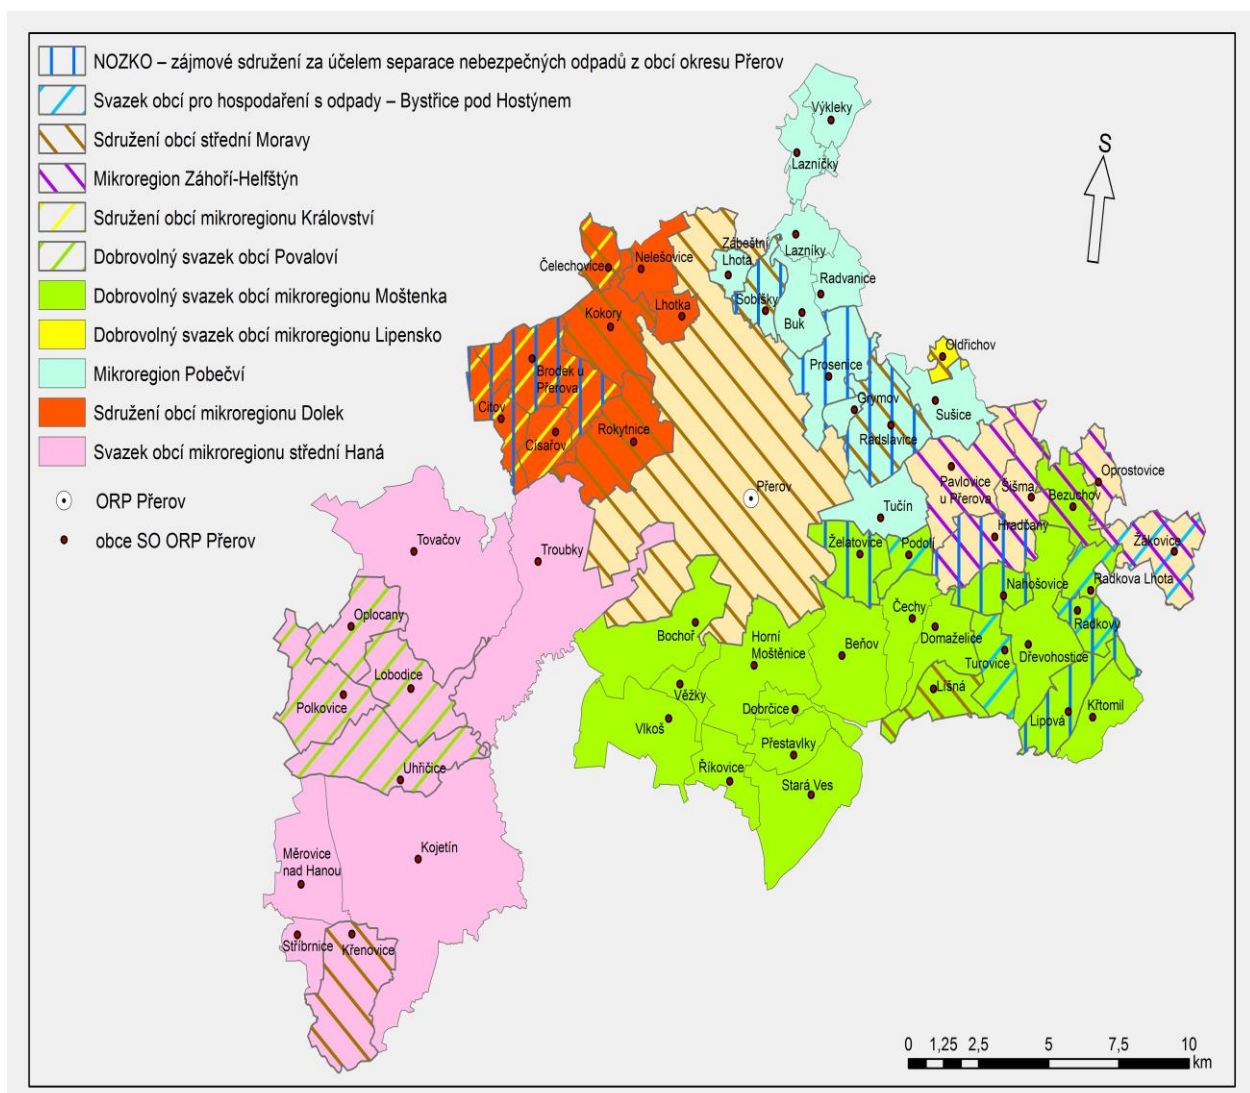 NOZKO – zájmové sdružení za účelem separace nebezpečných odpadů z obcí okresu Přerov
Svazek obcí pro hospodaření s odpady – Bystřice pod Hostýnem
Sdružení obcí střední Moravy
Mikroregion Záhoří-Helfštýn
Sdružení obcí mikroregionu Království
Dobrovolný svazek obcí Povaloví
Dobrovolný svazek obcí mikroregionu Moštenka
Dobrovolný svazek obcí mikroregionu Lipensko
Mikroregion Pobečví
Sdružení obcí mikroregionu Dolek
Svazek obcí mikroregionu střední Haná
ORP Přerov
obce SO ORP Přerov
S
Výkleky
Lazníčky
Lazníky
Zábeštní
Lhota
Radvanice
Sobíšky
Buk
Čelechovice
Nelešovice
Lhotka
Kokory
Brodek u
Přerova
Citov
Císařov
Rokytnice
Prosenice
Grymov
Radslavice
Oldřichov
Sušice
Přerov
Tučín
Pavlovice
u Přerova
Šišma
Bezuchov
Oprostovice
Hradčany
Žákovice
Želatovice
Podolí
Nahošovice
Radkova Lhota
Radkovy
Tovačov
Troubky
Oplocany
Lobodice
Polkovice
Uhřičice
Bochoř
Horní
Moštěnice
Beňov
Čechy
Domaželice
Turovice
Dřevohostice
Líšná
Lipová
Křtomil
Věžky
Vlkoš
Dobrčice
Přestavlky
Říkovice
Stará Ves
Měrovice
nad Hanou
Kojetín
Stříbrnice
Křenovice
0 1,25 2,5 5 7,5 10
km